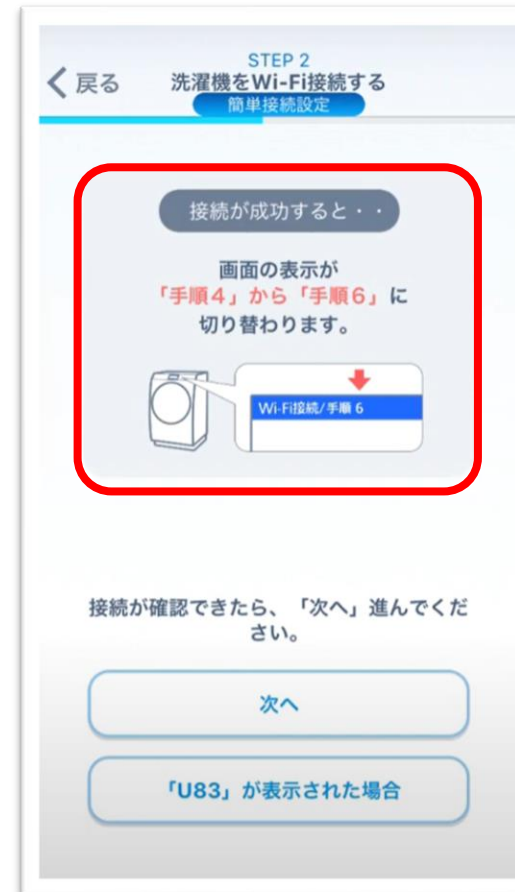 STEP 2
戻る
洗濯機をWi-Fi接続する
簡単接続設定
接続が成功すると・・
画面の表示が
「手順4」から「手順6」に
切り替わります。
Wi-Fi接続/手順 6
接続が確認できたら、「次へ」進んでくだ
さい。
次へ
「U83」が表示された場合